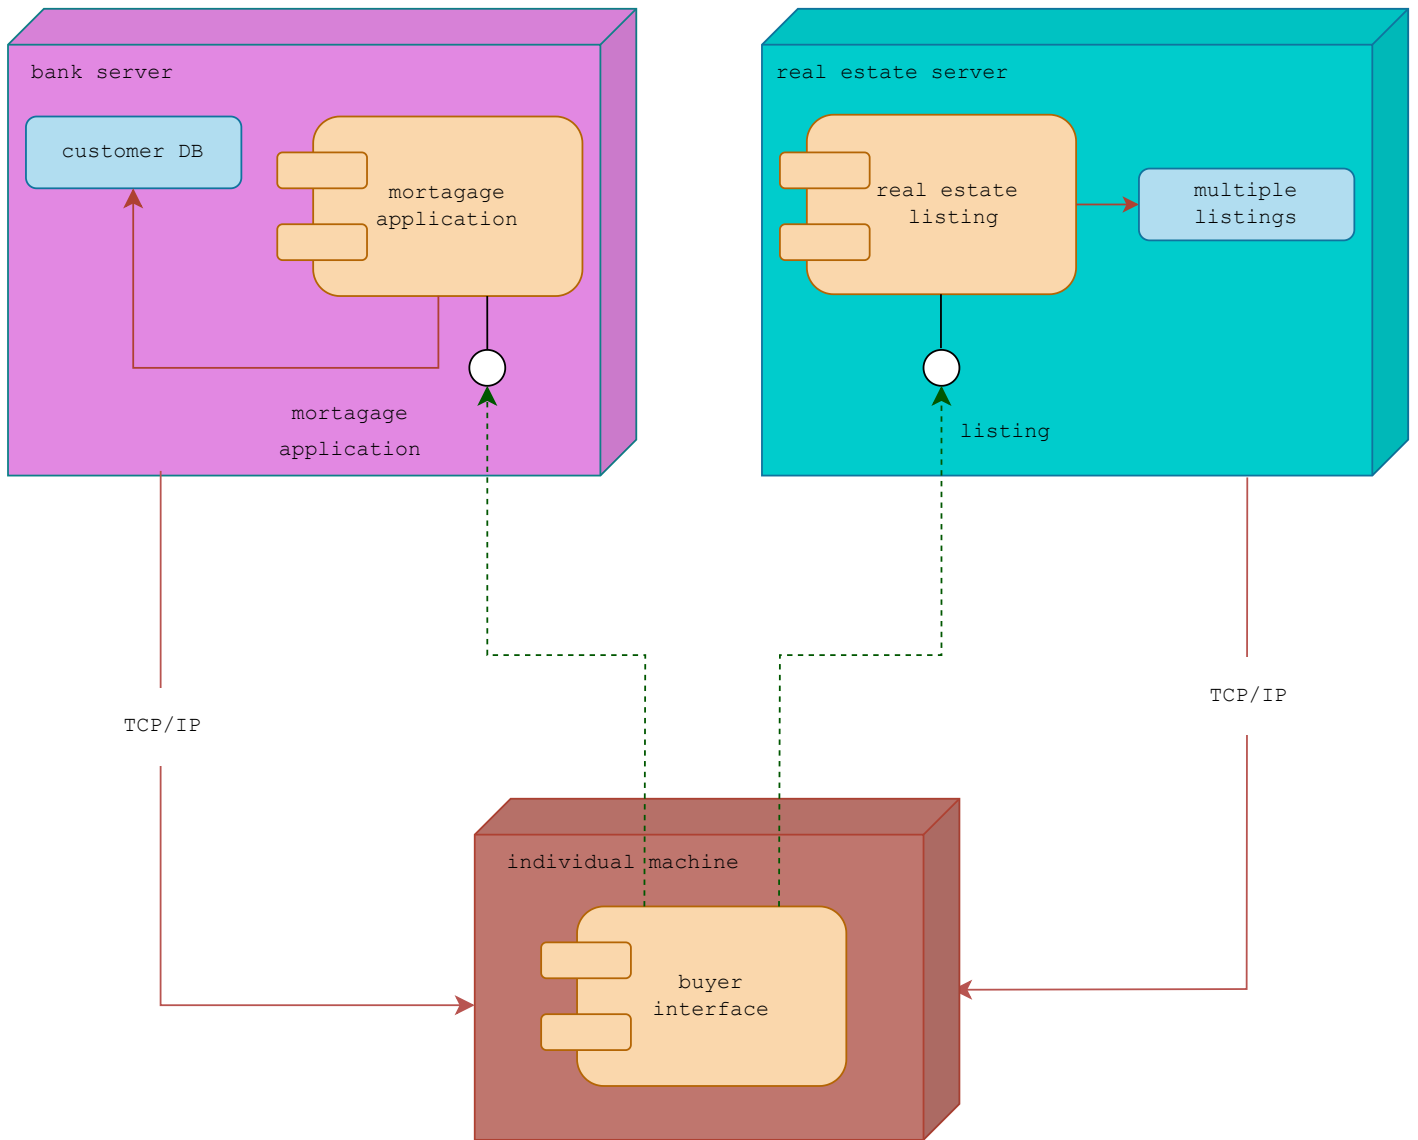 bank server
customer DB
mortagage
application
mortagage
application
real estate server
real estate
listing
multiple
listings
listing
TCP/IP
TCP/IP
individual machine
buyer
interface